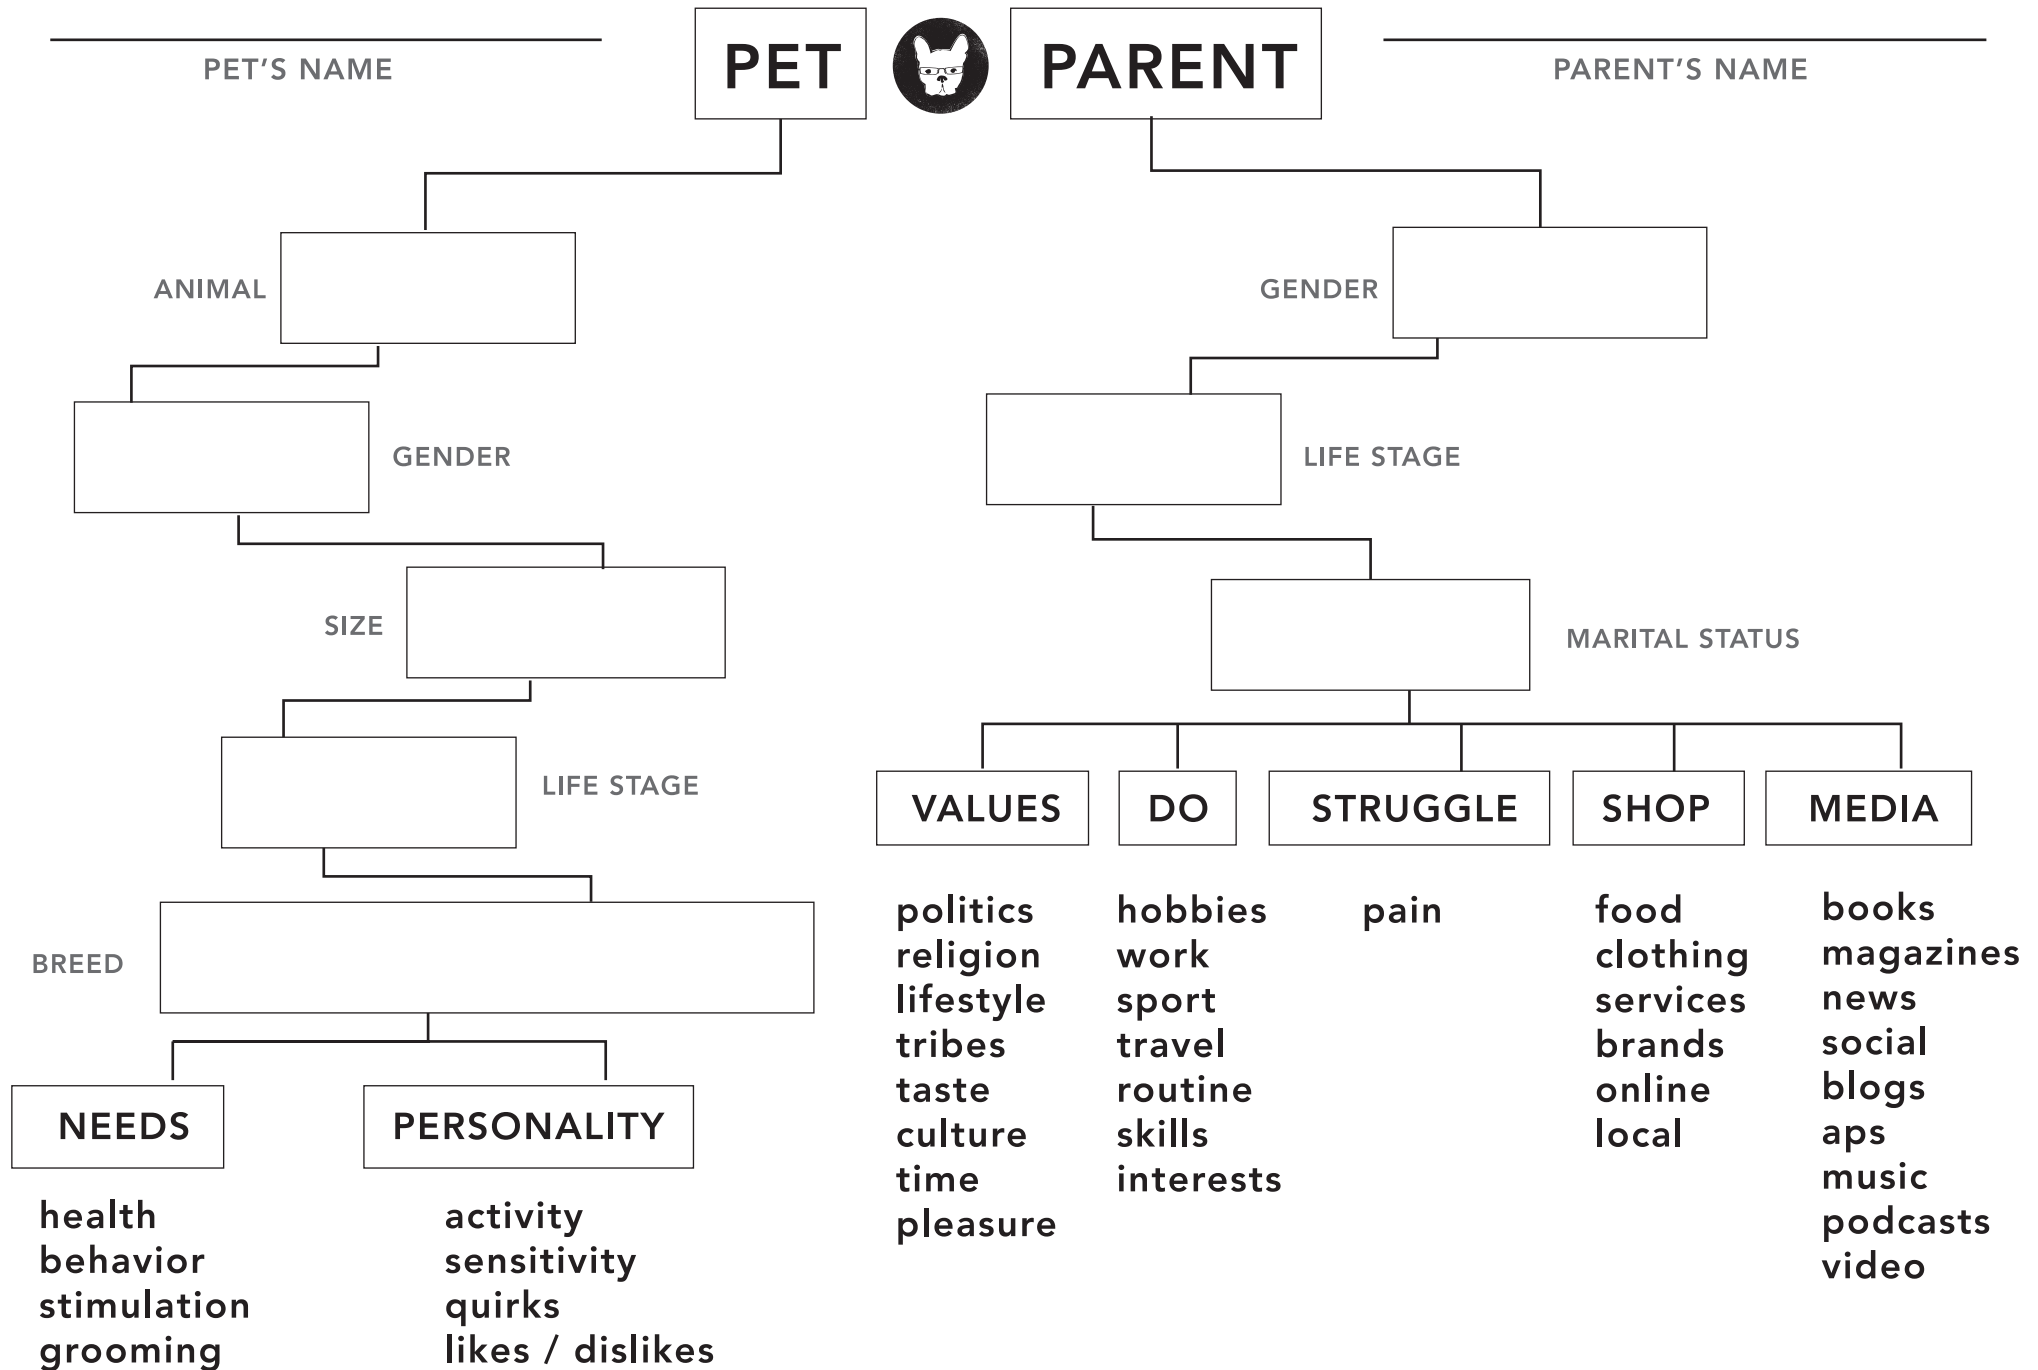 PET
PARENT
PET'S NAME
PARENT'S NAME
ANIMAL
GENDER
SIZE
LIFE STAGE
BREED
NEEDS
health
behavior
stimulation
grooming
PERSONALITY
activity
sensitivity
quirks
likes / dislikes
GENDER
LIFE STAGE
MARITAL STATUS
VALUES
politics
religion
lifestyle
tribes
taste
culture
time
pleasure
DO
hobbies
work
sport
travel
routine
skills
interests
STRUGGLE
pain
SHOP
food
clothing
services
brands
online
local
MEDIA
books
magazines
news
social
blogs
aps
music
podcasts
video